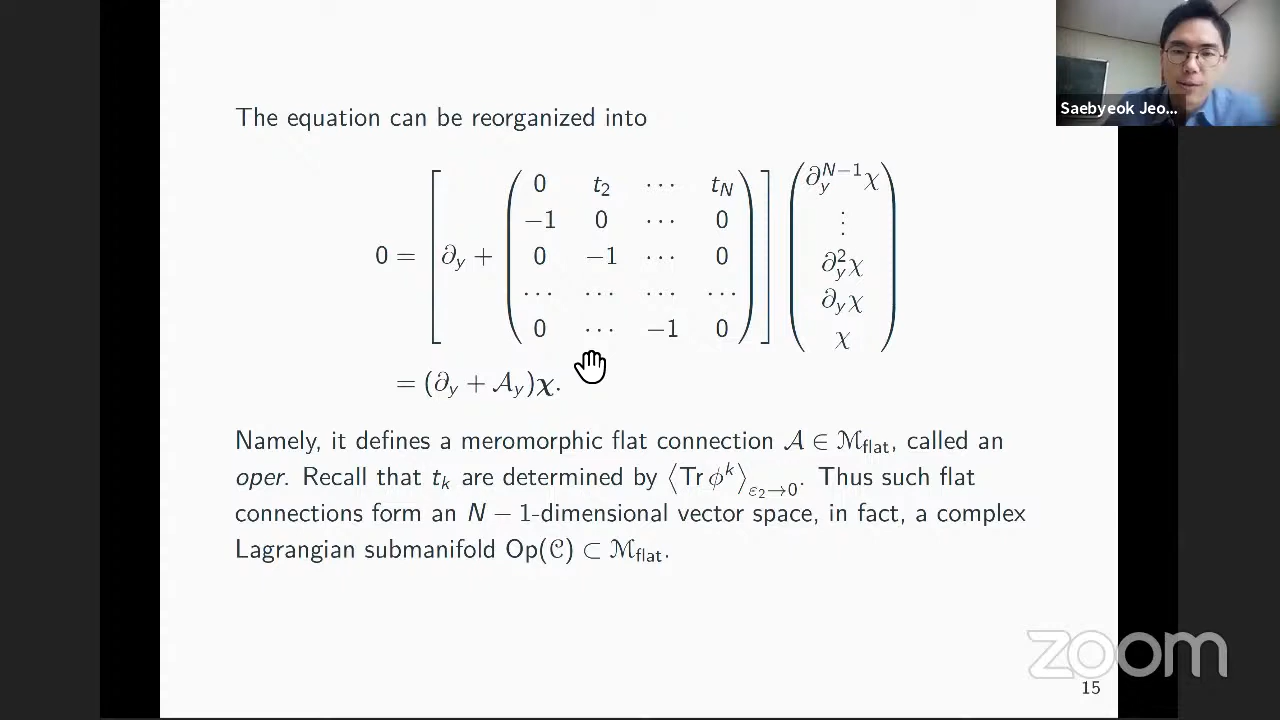 The equation can be reorganized into
0 = [ ∂_y + ( 0 t_2 ⋯ t_N
−1 0 ⋯ 0
0 −1 ⋯ 0
⋯ ⋯ ⋯ ⋯
0 ⋯ −1 0 ) ] ( ∂_y^{N−1} χ
⋮
∂_y^2 χ
∂_y χ
χ )
= (∂_y + 𝒜_y)𝝌.
Namely, it defines a meromorphic flat connection 𝒜 ∈ ℳ_flat, called an
oper. Recall that t_k are determined by ⟨Tr ϕ^k⟩_{ε_2→0}. Thus such flat
connections form an N − 1-dimensional vector space, in fact, a complex
Lagrangian submanifold Op(𝒞) ⊂ ℳ_flat.
15
Saebyeok Jeo...
zoom